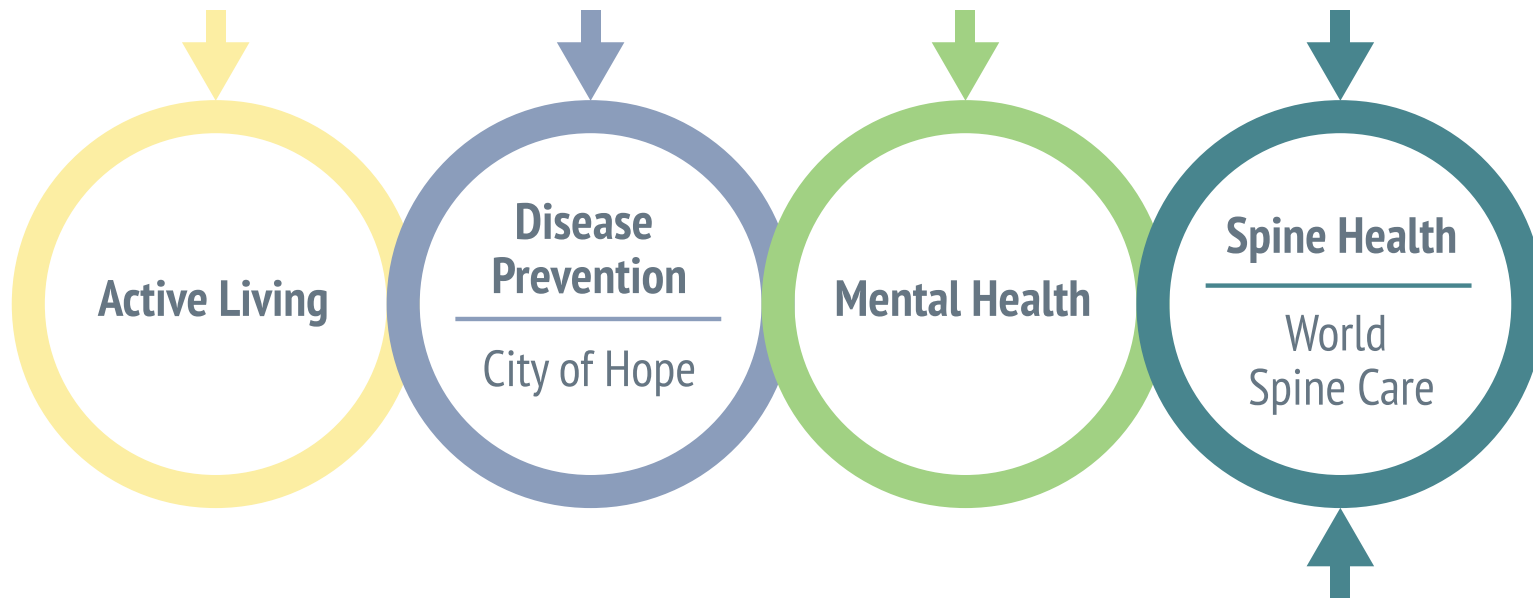 Active Living
Disease
Prevention
City of Hope
Mental Health
Spine Health
World
Spine Care